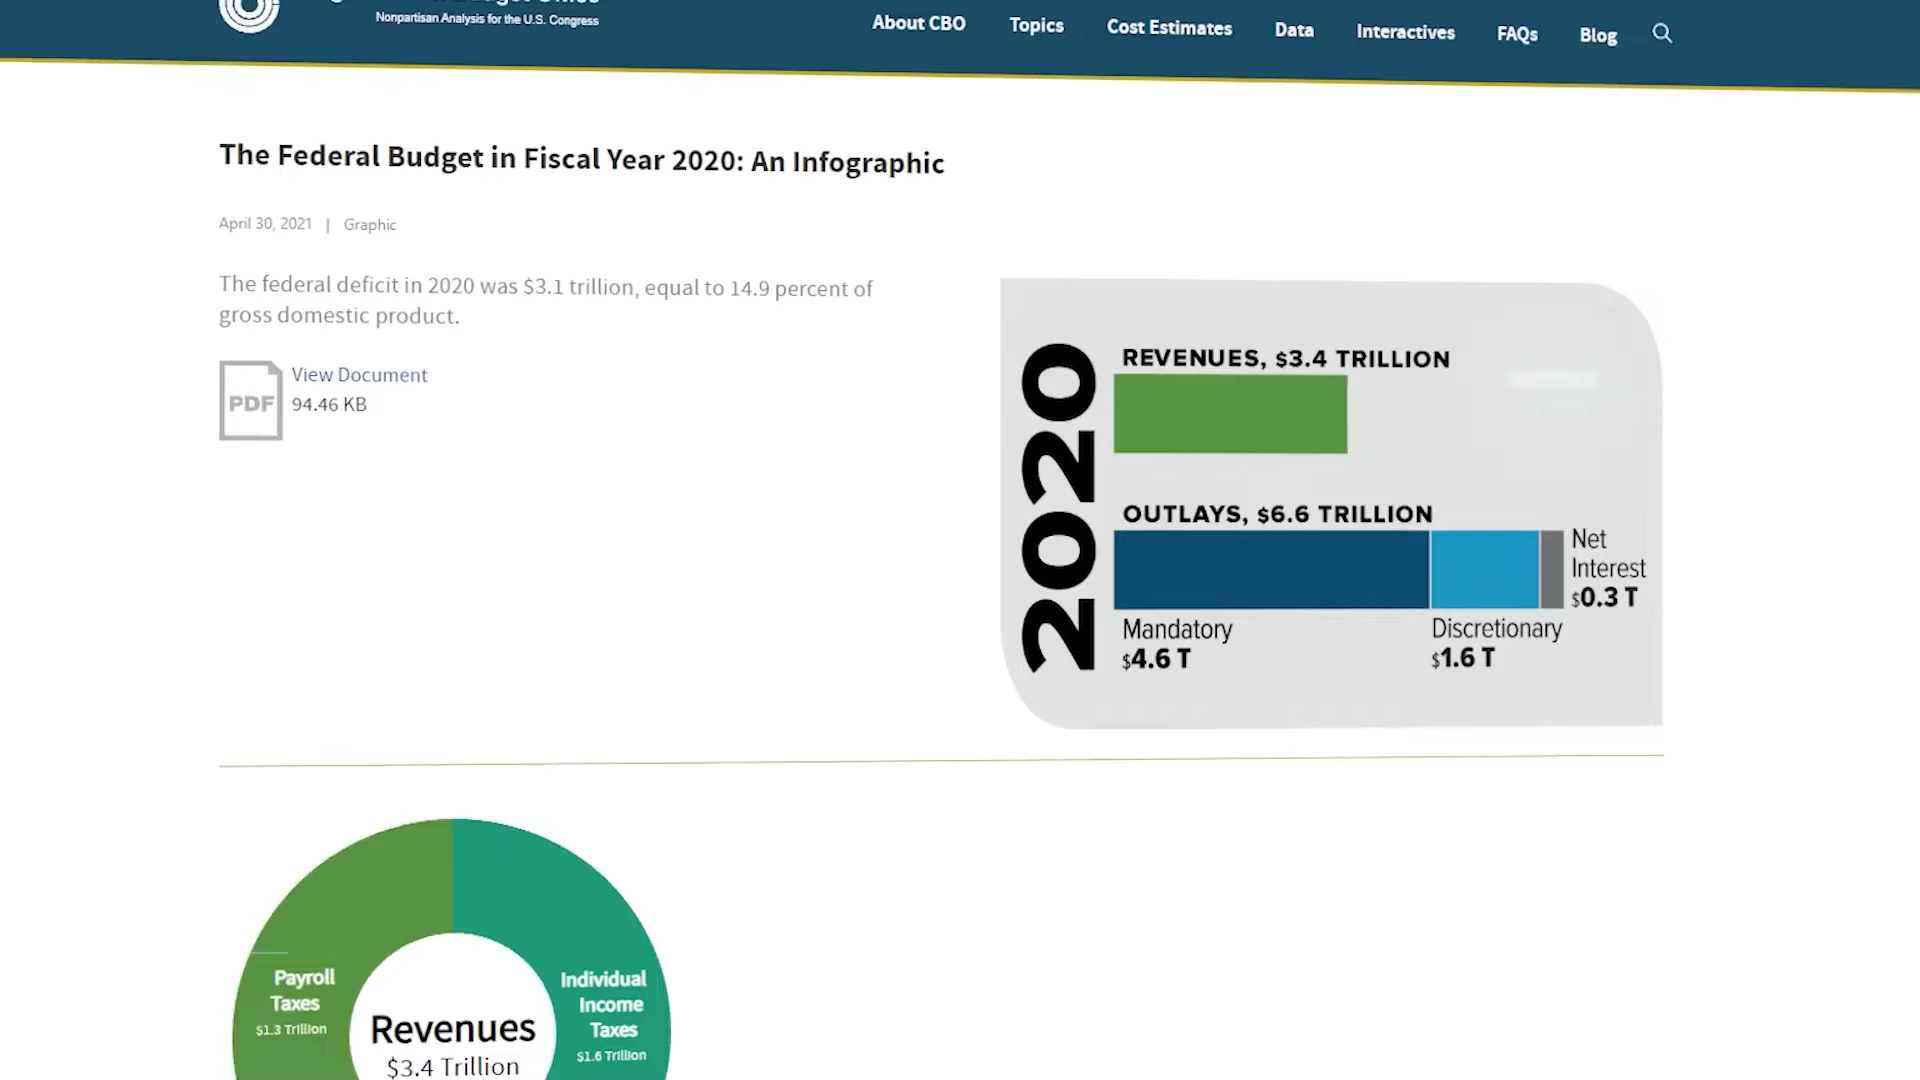 Nonpartisan Analysis for the U.S. Congress
About CBO
Topics
Cost Estimates
Data
Interactives
FAQs
Blog
The Federal Budget in Fiscal Year 2020: An Infographic
April 30, 2021 | Graphic
The federal deficit in 2020 was $3.1 trillion, equal to 14.9 percent of
gross domestic product.
PDF
View Document
94.46 KB
2020
REVENUES, $3.4 TRILLION
OUTLAYS, $6.6 TRILLION
Net
Interest
$0.3 T
Mandatory
$4.6 T
Discretionary
$1.6 T
Payroll
Taxes
$1.3 Trillion
Revenues
$3.4 Trillion
Individual
Income
Taxes
$1.6 Trillion